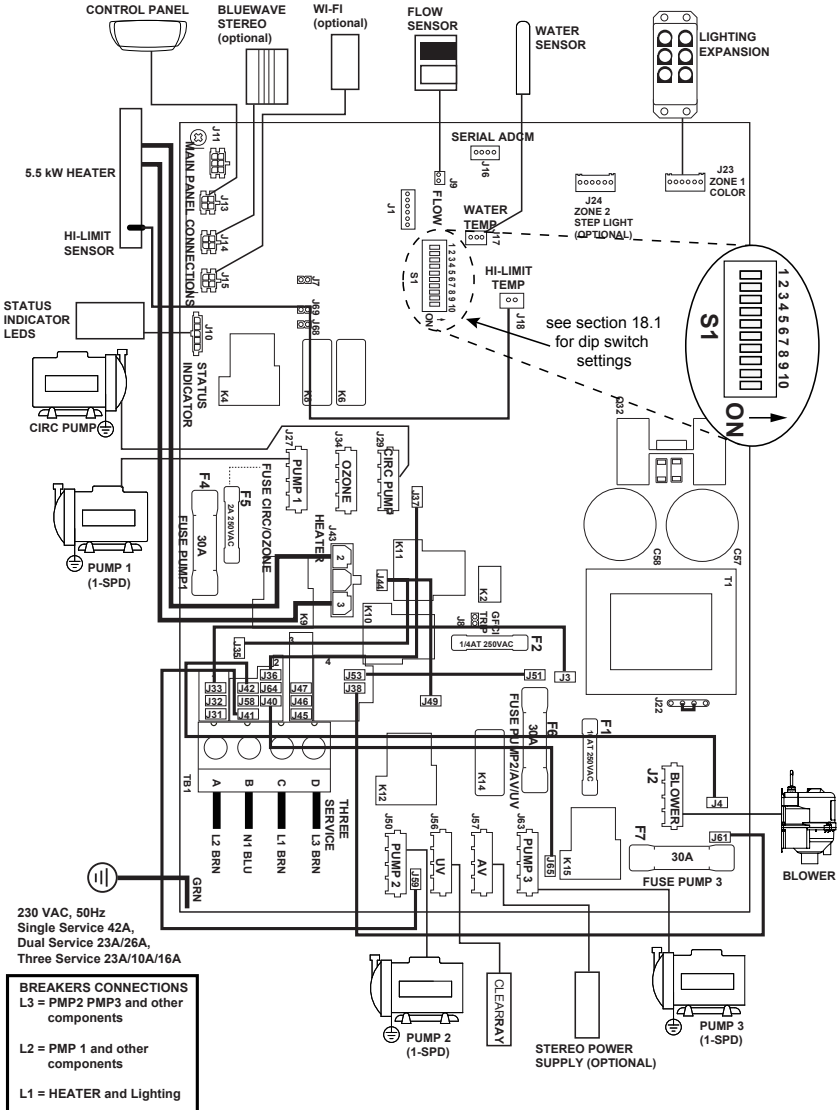 CONTROL PANEL
BLUEWAVE
STEREO
(optional)
WI-FI
(optional)
FLOW
SENSOR
WATER
SENSOR
LIGHTING
EXPANSION
5.5 kW HEATER
HI-LIMIT
SENSOR
STATUS
INDICATOR
LEDS
MAIN PANEL CONNECTIONS
J11
J13
J14
J15
J10
STATUS
INDICATOR
SERIAL ADCM
J16
J9
FLOW
J1
WATER
TEMP
J17
J24
ZONE 2
STEP LIGHT
(OPTIONAL)
J23
ZONE 1
COLOR
J7
J69
J68
S1
1 2 3 4 5 6 7 8 9 10
ON
HI-LIMIT
TEMP
J18
see section 18.1
for dip switch
settings
S1
1 2 3 4 5 6 7 8 9 10
ON
K4
K8
K6
CIRC PUMP
PUMP 1
(1-SPD)
J27
PUMP 1
J34
OZONE
J29
CIRC PUMP
J37
F4
30A
FUSE PUMP1
F5
2A 250VAC
FUSE CIRC/OZONE
HEATER
J43
2
3
K9
K11
J44
K2
K10
J8
GFCI
TRIP
F2
1/4AT 250VAC
C58
C57
T1
J35
3
2
4
J33
J32
J31
J42
J58
J41
J36
J64
J40
J47
J46
J45
J53
J38
J49
J51
J3
J22
F6
30A
FUSE PUMP2/AV/UV
F1
K12
K14
K15
J2
BLOWER
J4
J61
F7
30A
FUSE PUMP 3
BLOWER
TB1
A
B
C
D
L2 BRN
N1 BLU
L1 BRN
L3 BRN
THREE
SERVICE
GRN
J50
PUMP 2
J59
J56
UV
J57
AV
J63
PUMP 3
J65
230 VAC, 50Hz
Single Service 42A,
Dual Service 23A/26A,
Three Service 23A/10A/16A
BREAKERS CONNECTIONS
L3 = PMP2 PMP3 and other
components
L2 = PMP 1 and other
components
L1 = HEATER and Lighting
PUMP 2
(1-SPD)
CLEARRAY
STEREO POWER
SUPPLY (OPTIONAL)
PUMP 3
(1-SPD)